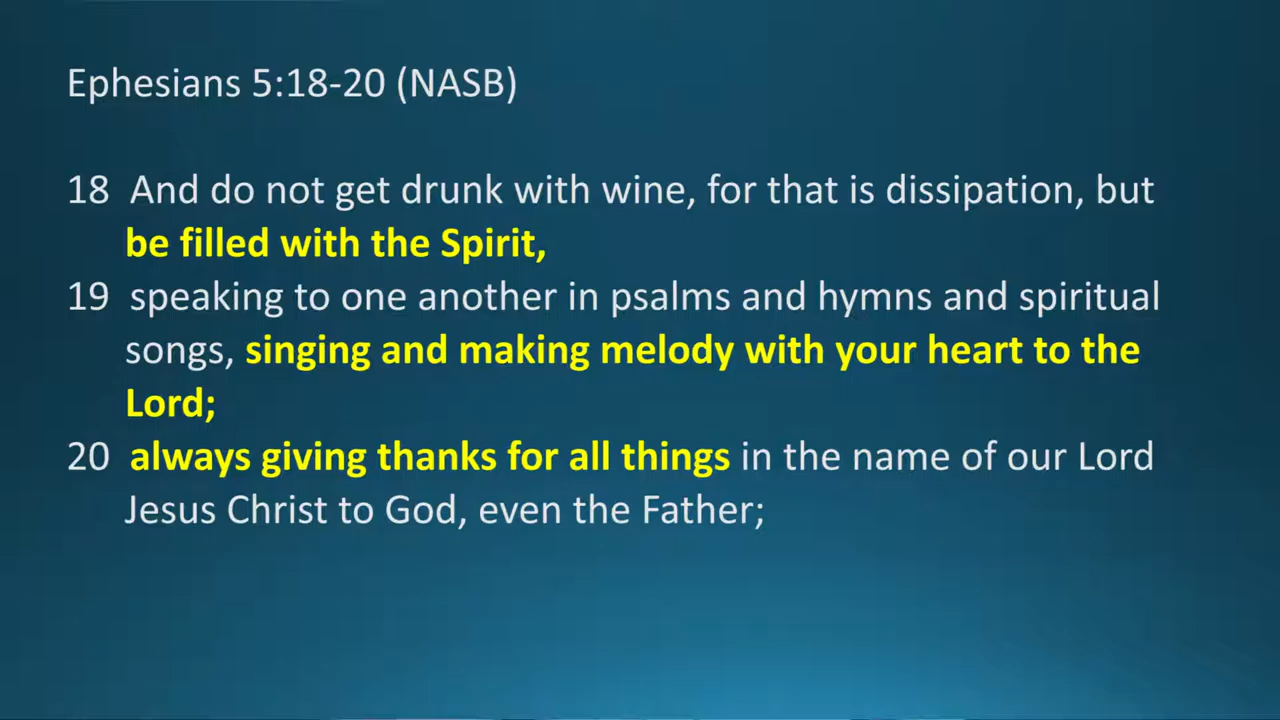 Ephesians 5:18-20 (NASB)
18 And do not get drunk with wine, for that is dissipation, but
be filled with the Spirit,
19 speaking to one another in psalms and hymns and spiritual
songs, singing and making melody with your heart to the
Lord;
20 always giving thanks for all things in the name of our Lord
Jesus Christ to God, even the Father;